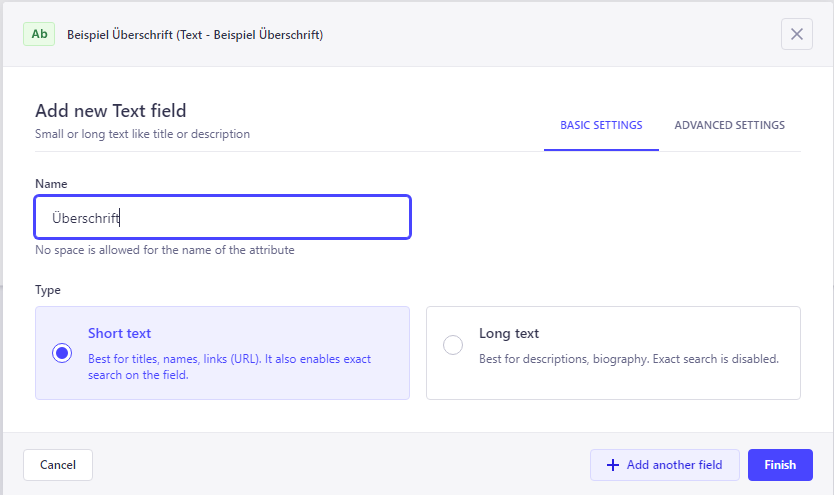 Ab Beispiel Überschrift (Text - Beispiel Überschrift)
Add new Text field
Small or long text like title or description
BASIC SETTINGS ADVANCED SETTINGS
Name
Überschrift
No space is allowed for the name of the attribute
Type
Short text
Best for titles, names, links (URL). It also enables exact
search on the field.
Long text
Best for descriptions, biography. Exact search is disabled.
Cancel
Add another field
Finish